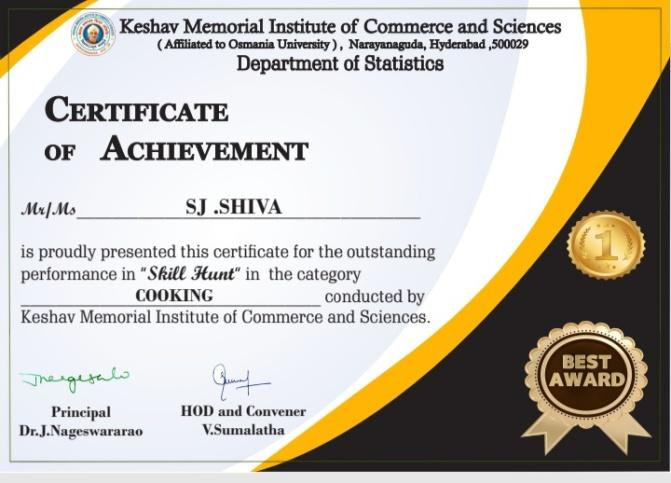 Keshav Memorial Institute of Commerce and Sciences
( Affiliated to Osmania University ) , Narayanaguda, Hyderabad ,500029
Department of Statistics
CERTIFICATE
OF ACHIEVEMENT
Mr/Ms SJ .SHIVA
is proudly presented this certificate for the outstanding
performance in "Skill Hunt" in the category
COOKING conducted by
Keshav Memorial Institute of Commerce and Sciences.
Principal
Dr.J.Nageswararao
HOD and Convener
V.Sumalatha
1
BEST
AWARD